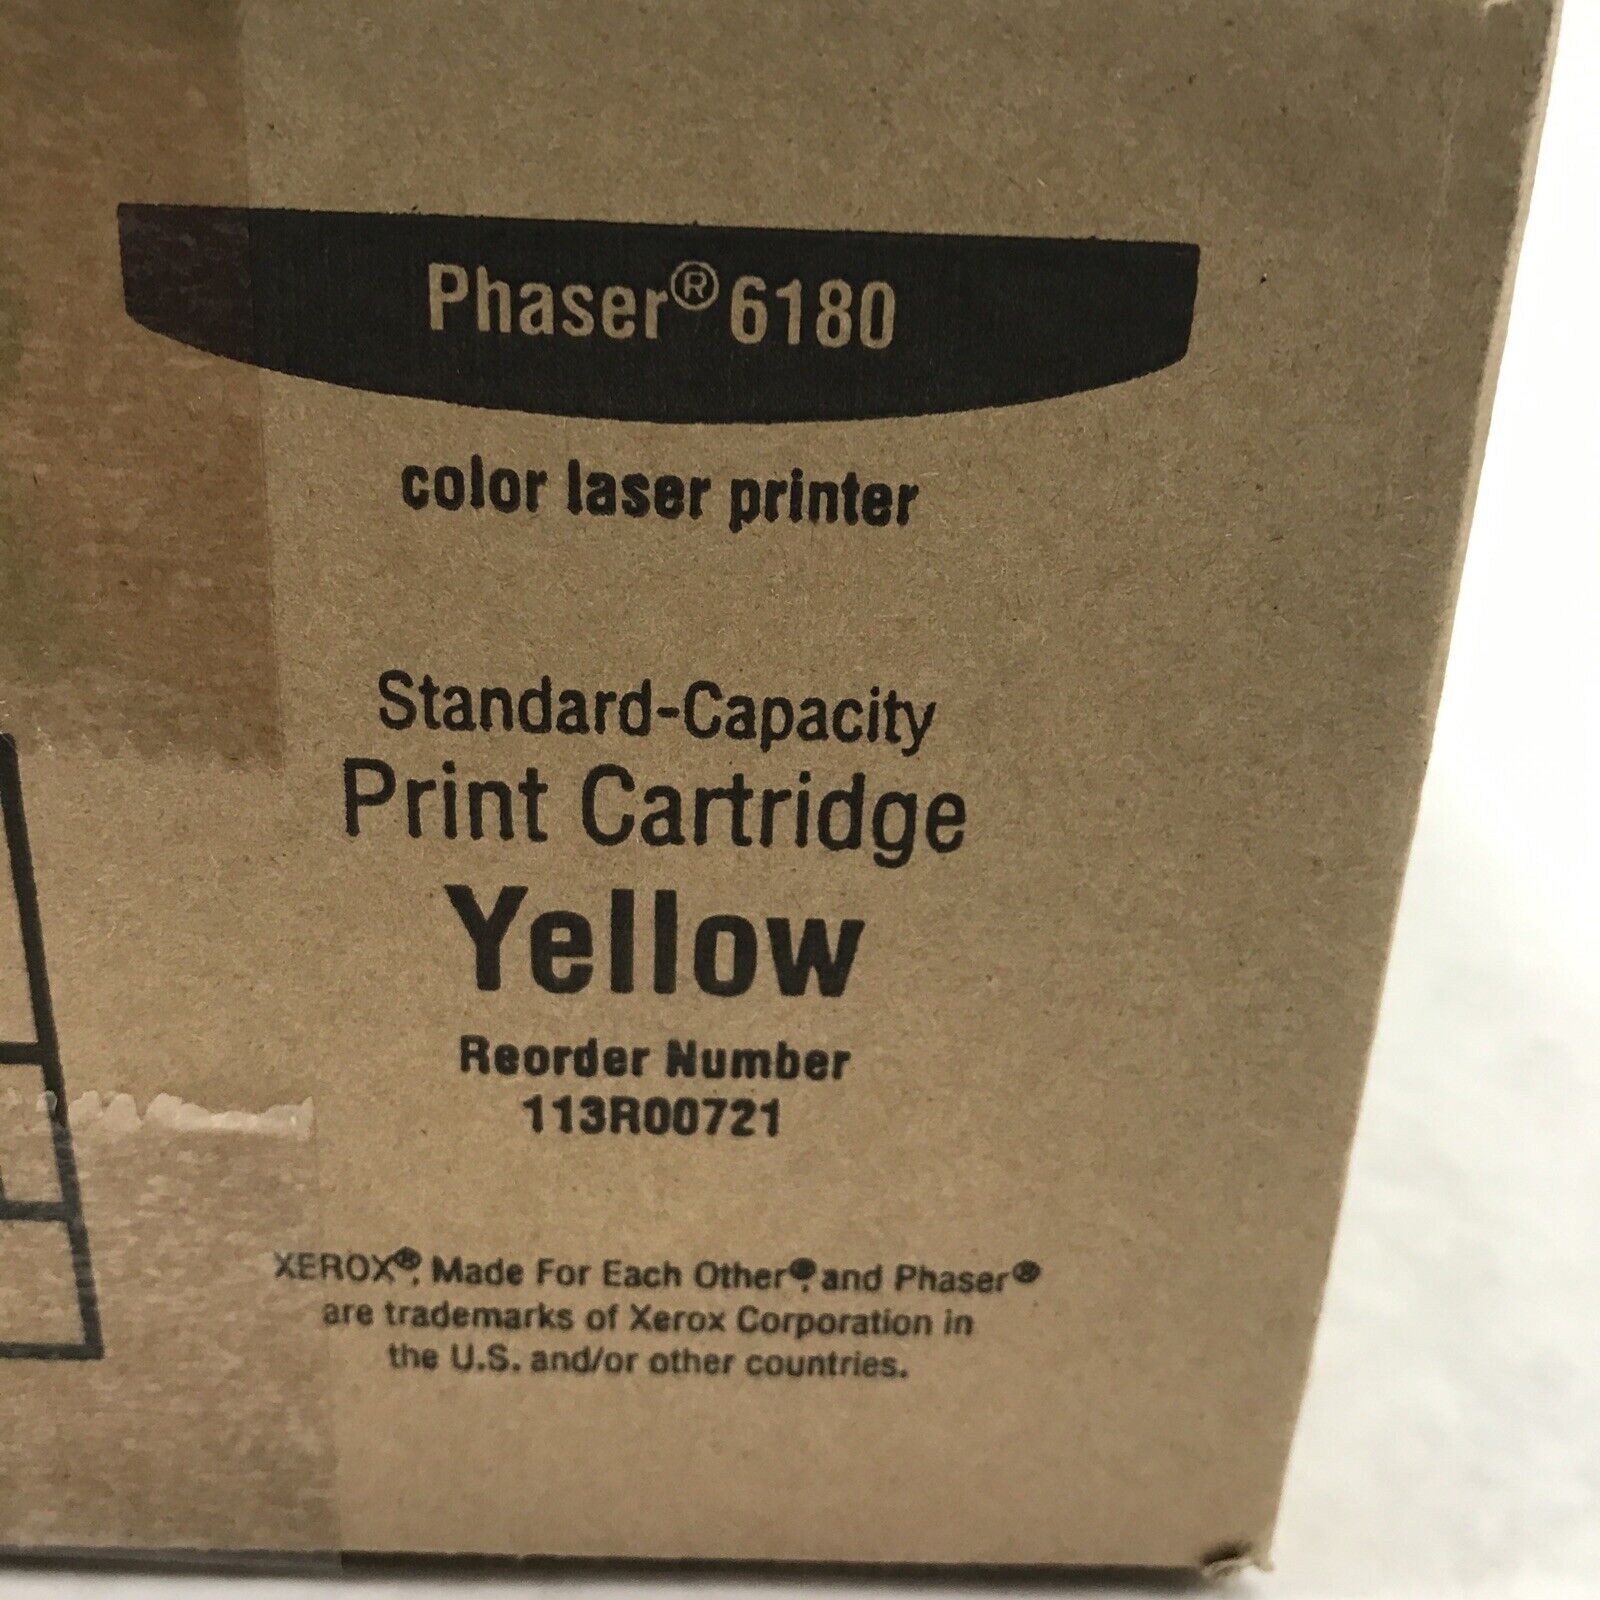 Phaser® 6180
color laser printer
Standard-Capacity
Print Cartridge
Yellow
Reorder Number
113R00721
XEROX®, Made For Each Other®, and Phaser®
are trademarks of Xerox Corporation in
the U.S. and/or other countries.